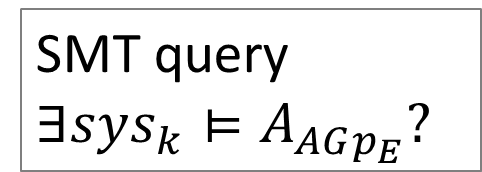 SMT query
∃sys_k ⊨ A_{AGp_E}?